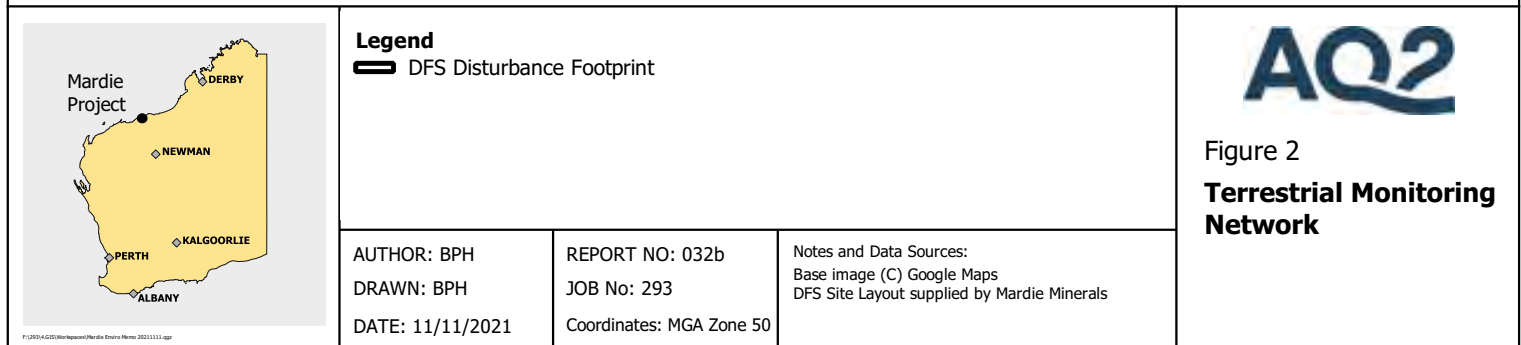 Mardie
Project
DERBY
NEWMAN
KALGOORLIE
PERTH
ALBANY
F:\293\4.GIS\Workspaces\Mardie Enviro Memo 20211111.qgz
Legend
DFS Disturbance Footprint
AUTHOR: BPH
DRAWN: BPH
DATE: 11/11/2021
REPORT NO: 032b
JOB No: 293
Coordinates: MGA Zone 50
Notes and Data Sources:
Base image (C) Google Maps
DFS Site Layout supplied by Mardie Minerals
AQ2
Figure 2
Terrestrial Monitoring
Network